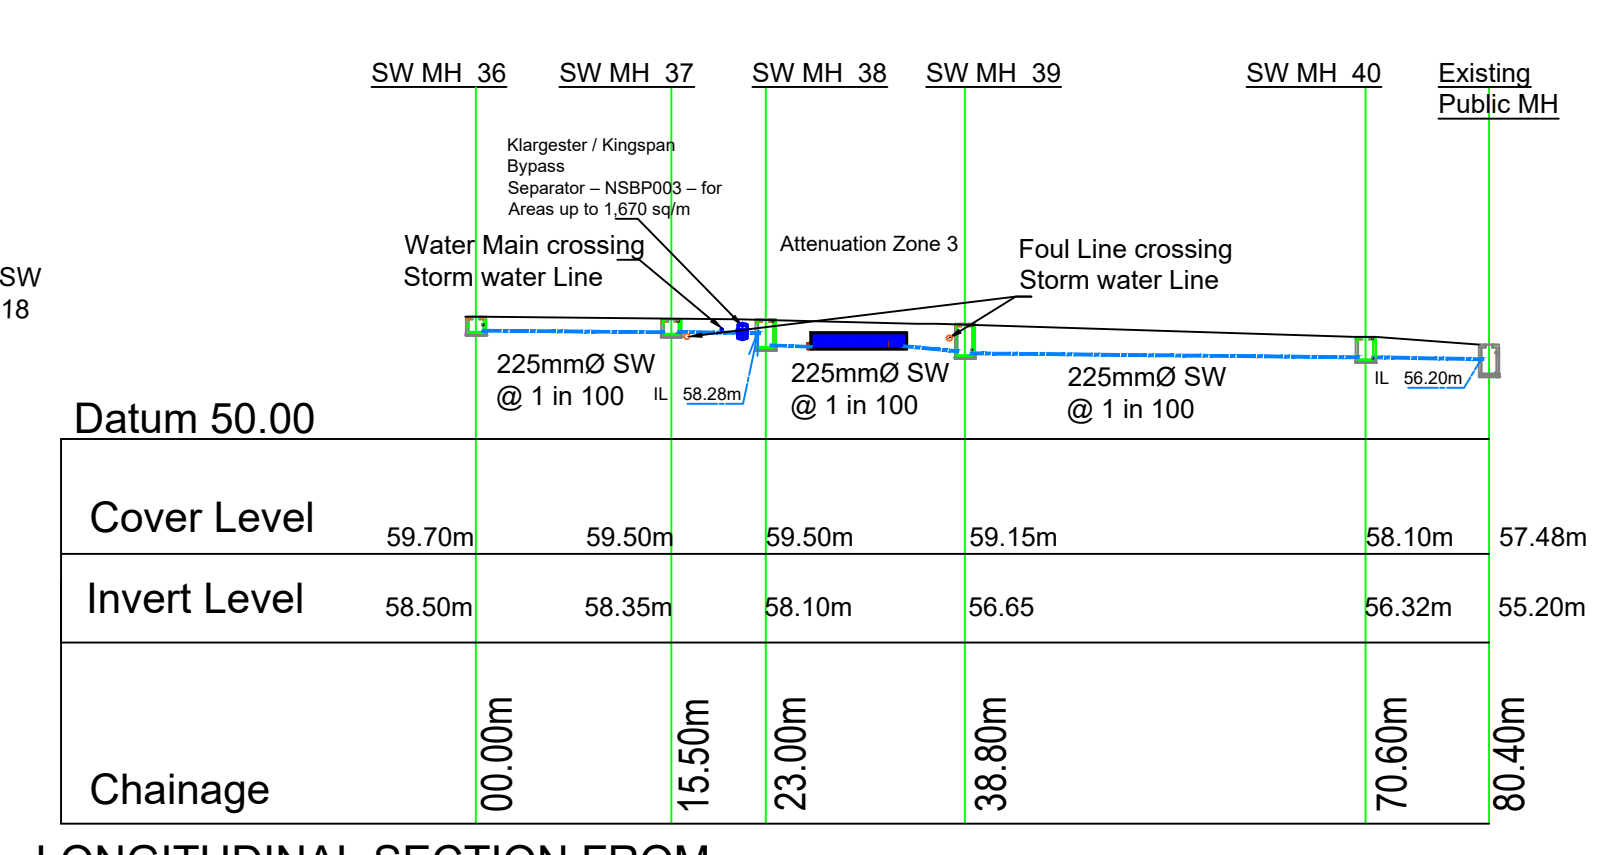 SW MH 36
SW MH 37
SW MH 38
SW MH 39
SW MH 40
Existing
Public MH
Klargester / Kingspan
Bypass
Separator – NSBP003 – for
Areas up to 1,670 sq/m
Water Main crossing
Storm water Line
Attenuation Zone 3
Foul Line crossing
Storm water Line
SW
18
225mmØ SW
@ 1 in 100
IL 58.28m
225mmØ SW
@ 1 in 100
225mmØ SW
@ 1 in 100
IL 56.20m
Datum 50.00
Cover Level
59.70m
59.50m
59.50m
59.15m
58.10m
57.48m
Invert Level
58.50m
58.35m
58.10m
56.65
56.32m
55.20m
Chainage
00.00m
15.50m
23.00m
38.80m
70.60m
80.40m
LONGITUDINAL SECTION FROM